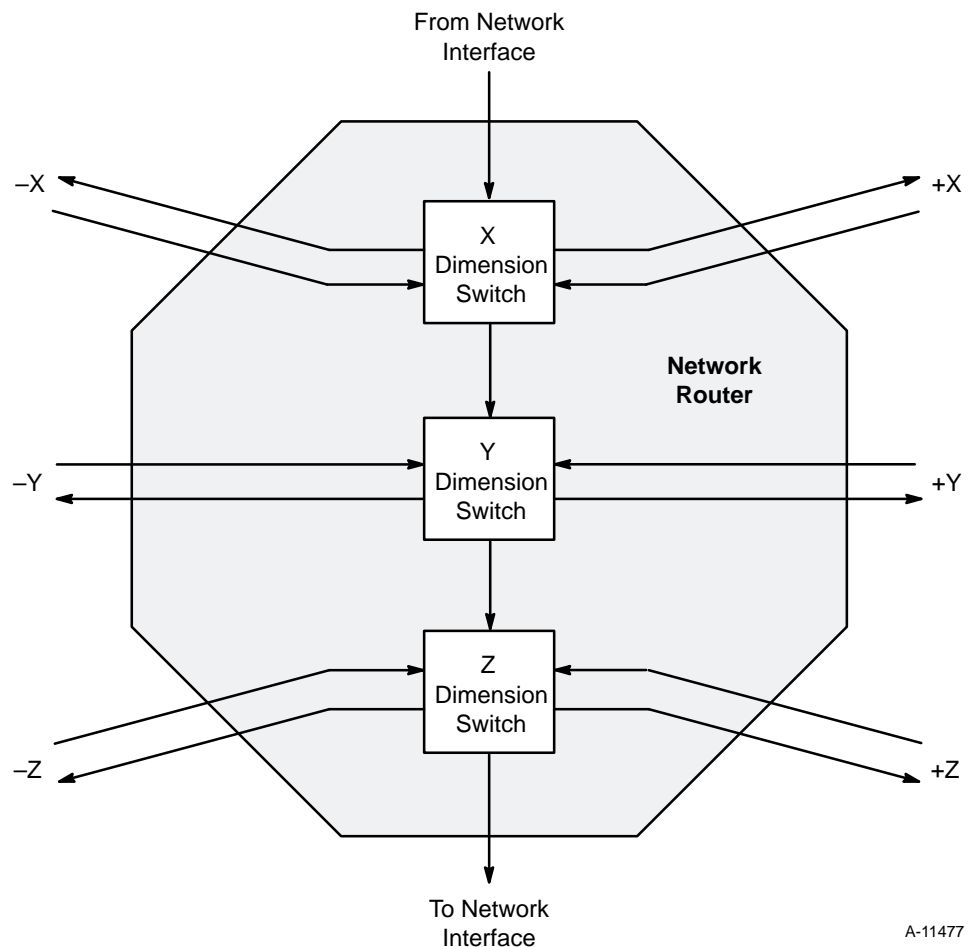 From Network
Interface
–X
+X
X
Dimension
Switch
Network
Router
–Y
+Y
Y
Dimension
Switch
Z
Dimension
Switch
–Z
+Z
To Network
Interface
A-11477